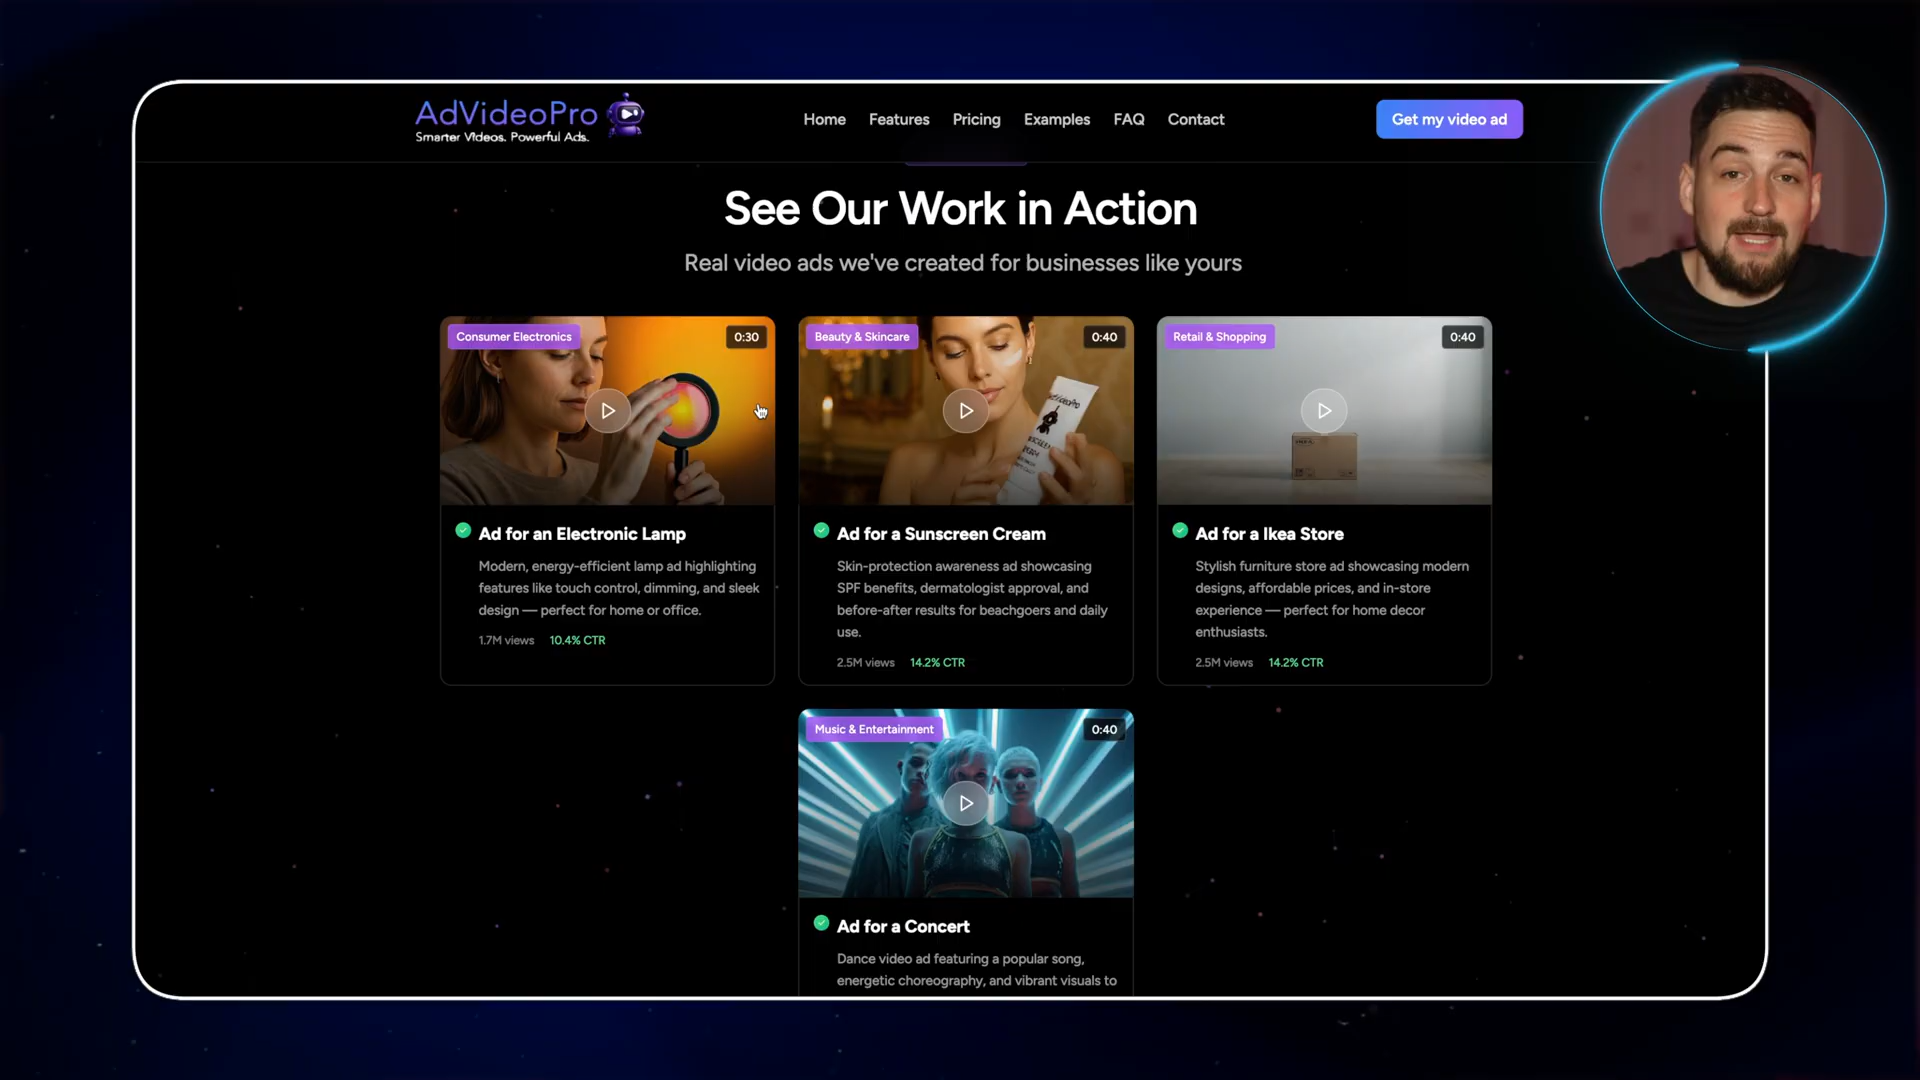 AdVideoPro
Smarter Videos. Powerful Ads.
Home Features Pricing Examples FAQ Contact
Get my video ad
See Our Work in Action
Real video ads we've created for businesses like yours
Consumer Electronics
0:30
Ad for an Electronic Lamp
Modern, energy-efficient lamp ad highlighting
features like touch control, dimming, and sleek
design — perfect for home or office.
1.7M views 10.4% CTR
Beauty & Skincare
0:40
Ad for a Sunscreen Cream
Skin-protection awareness ad showcasing
SPF benefits, dermatologist approval, and
before-after results for beachgoers and daily
use.
2.5M views 14.2% CTR
Retail & Shopping
0:40
Ad for a Ikea Store
Stylish furniture store ad showcasing modern
designs, affordable prices, and in-store
experience — perfect for home decor
enthusiasts.
2.5M views 14.2% CTR
Music & Entertainment
0:40
Ad for a Concert
Dance video ad featuring a popular song,
energetic choreography, and vibrant visuals to